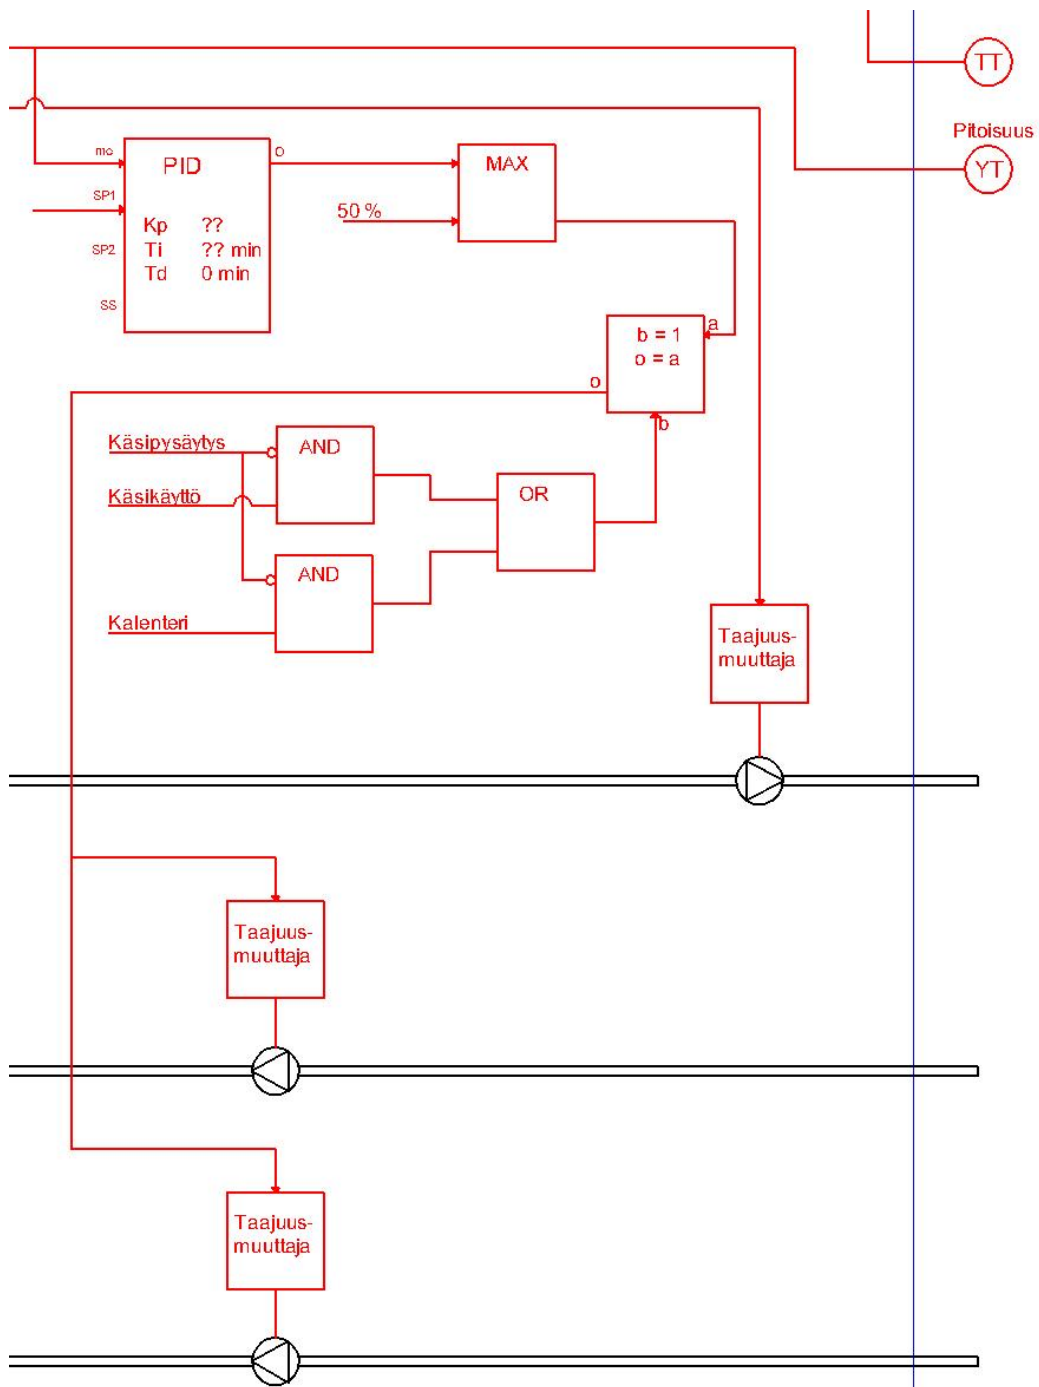 TT
Pitoisuus
YT
me
PID
o
MAX
SP1
50 %
Kp ??
SP2
Ti ?? min
Td 0 min
SS
a
b = 1
o = a
o
b
Käsipysäytys
AND
Käsikäyttö
OR
AND
Kalenteri
Taajuus-
muuttaja
Taajuus-
muuttaja
Taajuus-
muuttaja